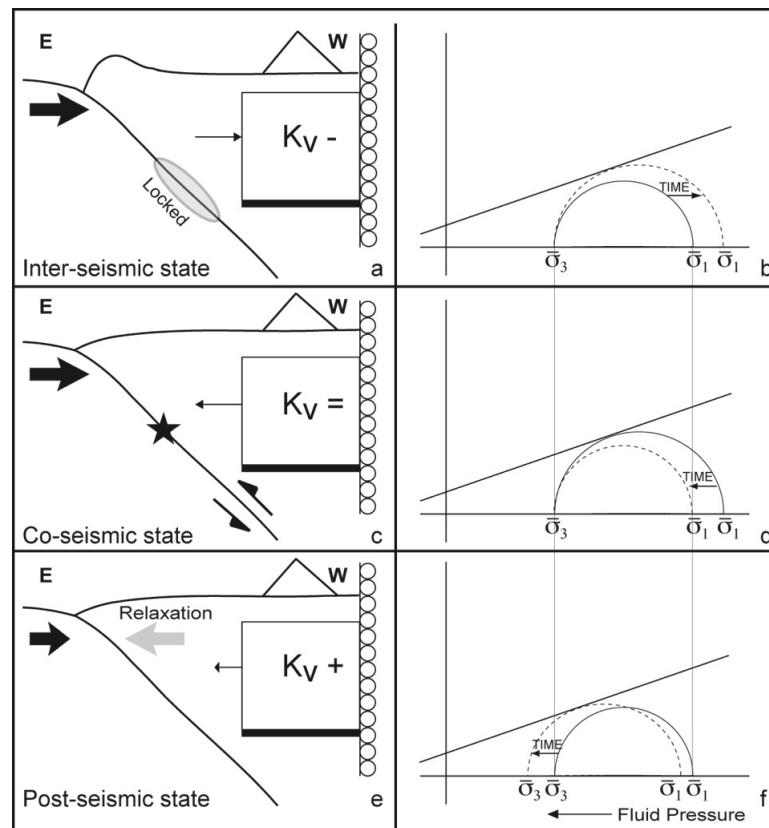 E
W
Kv -
Locked
Inter-seismic state
a
TIME
σ̅3
σ̅1
σ̅1
b
E
W
Kv =
Co-seismic state
c
TIME
σ̅3
σ̅1
σ̅1
d
E
W
Relaxation
Kv +
Post-seismic state
e
TIME
σ̅3
σ̅3
σ̅1
σ̅1
f
Fluid Pressure